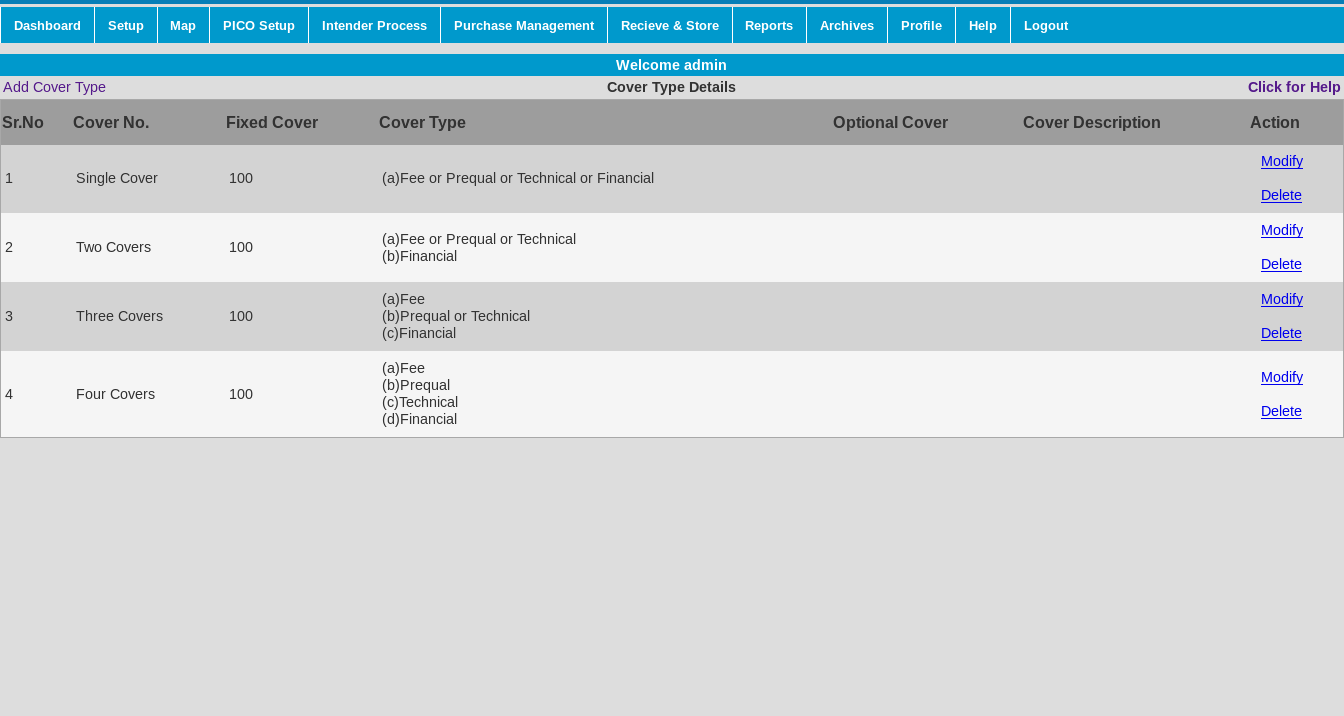 Dashboard Setup Map PICO Setup Intender Process Purchase Management Recieve & Store Reports Archives Profile Help Logout
Welcome admin
Add Cover Type Cover Type Details Click for Help
Sr.No Cover No. Fixed Cover Cover Type Optional Cover Cover Description Action
1 Single Cover 100 (a)Fee or Prequal or Technical or Financial Modify
Delete
2 Two Covers 100 (a)Fee or Prequal or Technical
(b)Financial
Modify
Delete
3 Three Covers 100 (a)Fee
(b)Prequal or Technical
(c)Financial
Modify
Delete
4 Four Covers 100 (a)Fee
(b)Prequal
(c)Technical
(d)Financial
Modify
Delete